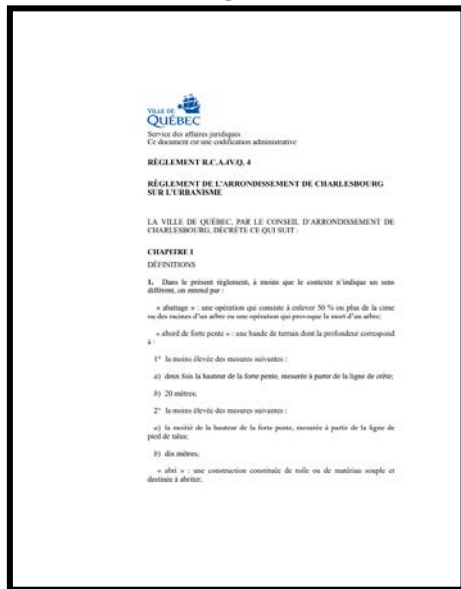 VILLE DE
QUÉBEC
Service des affaires juridiques
Ce document est une codification administrative
RÈGLEMENT R.C.A.4V.Q. 4
RÈGLEMENT DE L'ARRONDISSEMENT DE CHARLESBOURG
SUR L'URBANISME
LA VILLE DE QUÉBEC, PAR LE CONSEIL D'ARRONDISSEMENT DE
CHARLESBOURG, DÉCRÈTE CE QUI SUIT :
CHAPITRE I
DÉFINITIONS
1. Dans le présent règlement, à moins que le contexte n'indique un sens
différent, on entend par :
« abattage » : une opération qui consiste à enlever 50 % ou plus de la cime
ou des racines d'un arbre ou une opération qui provoque la mort d'un arbre;
« abord de forte pente » : une bande de terrain dont la profondeur correspond
à :
1° la moins élevée des mesures suivantes :
a) deux fois la hauteur de la forte pente, mesurée à partir de la ligne de crête;
b) 20 mètres;
2° la moins élevée des mesures suivantes :
a) la moitié de la hauteur de la forte pente, mesurée à partir de la ligne de
pied de talus;
b) dix mètres;
« abri » : une construction constituée de toile ou de matériau souple et
destinée à abriter;